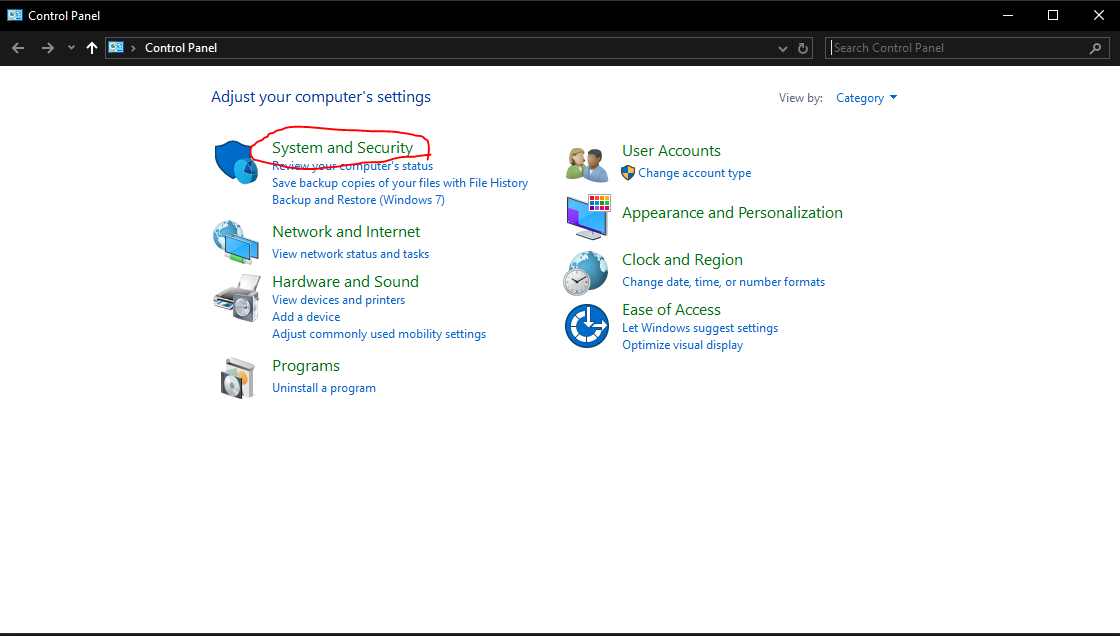 Control Panel
Control Panel
Search Control Panel
Adjust your computer's settings
View by: Category
System and Security
Review your computer's status
Save backup copies of your files with File History
Backup and Restore (Windows 7)
Network and Internet
View network status and tasks
Hardware and Sound
View devices and printers
Add a device
Adjust commonly used mobility settings
Programs
Uninstall a program
User Accounts
Change account type
Appearance and Personalization
Clock and Region
Change date, time, or number formats
Ease of Access
Let Windows suggest settings
Optimize visual display